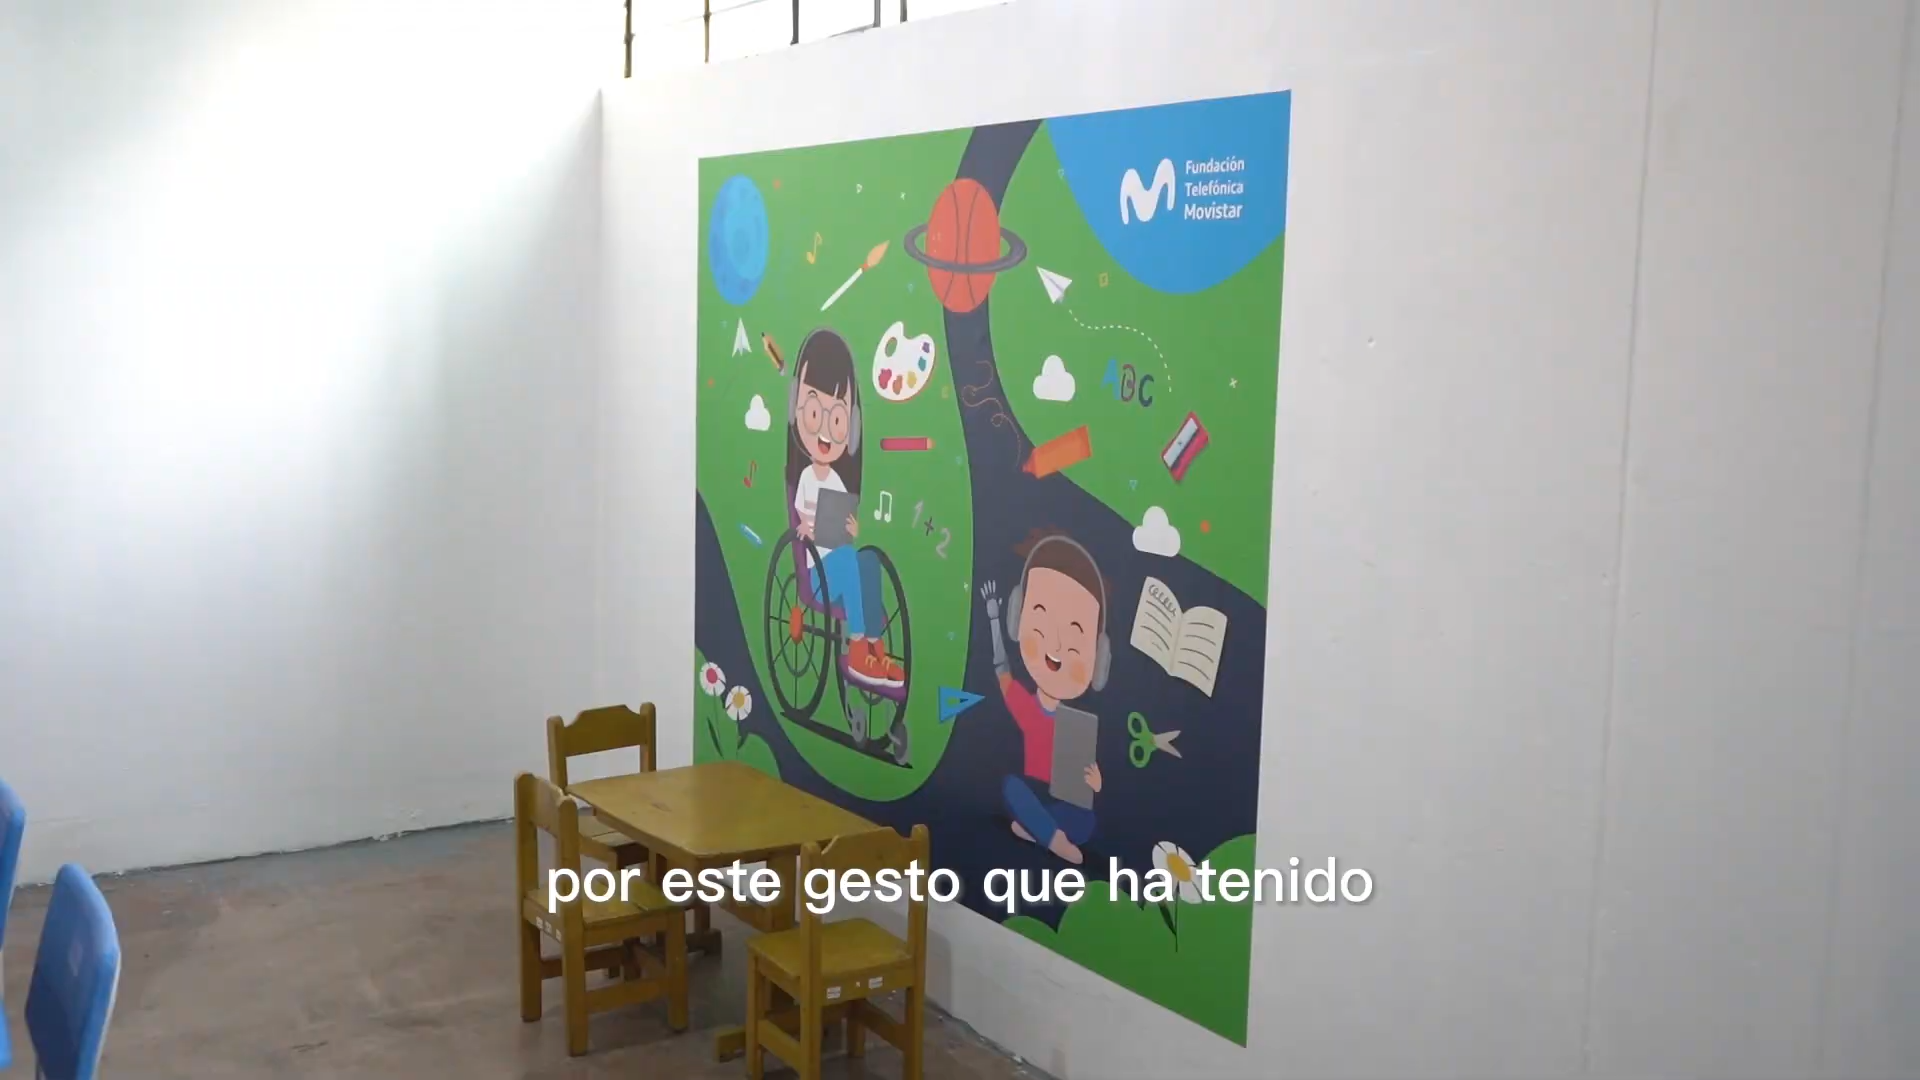 Fundación
Telefónica
Movistar
ABC
1+2
por este gesto que ha tenido